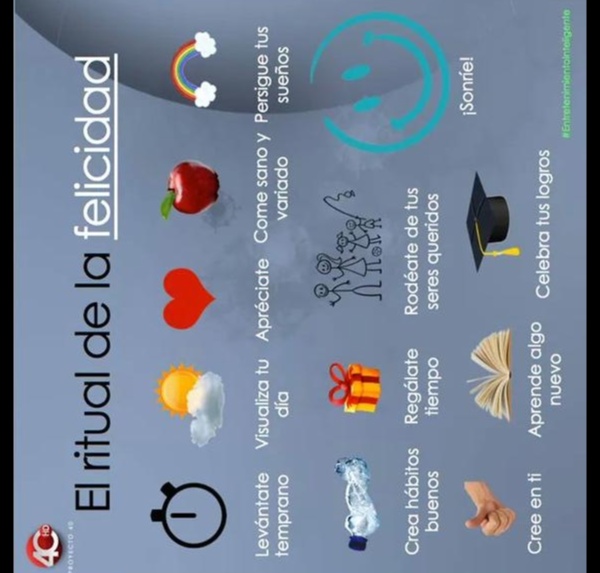 4C
HD
PROYECTO 40
El ritual de la felicidad
Levántate
temprano
Visualiza tu
día
Apréciate
Come sano y
variado
Persigue tus
sueños
Crea hábitos
buenos
Regálate
tiempo
Rodéate de tus
seres queridos
¡Sonríe!
Cree en ti
Aprende algo
nuevo
Celebra tus logros
#EntretenimientoInteligente